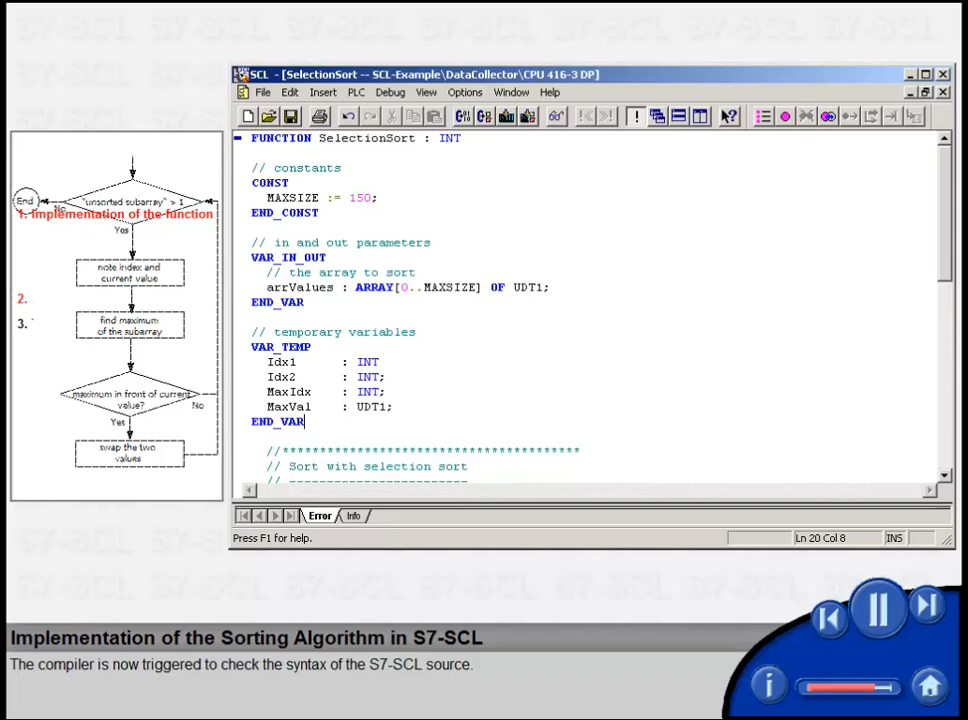 SCL - [SelectionSort -- SCL-Example\DataCollector\CPU 416-3 DP]
File Edit Insert PLC Debug View Options Window Help
FUNCTION SelectionSort : INT
// constants
CONST
MAXSIZE := 150;
END_CONST
// in and out parameters
VAR_IN_OUT
// the array to sort
arrValues : ARRAY[0..MAXSIZE] OF UDT1;
END_VAR
// temporary variables
VAR_TEMP
Idx1 : INT
Idx2 : INT;
MaxIdx : INT;
MaxVal : UDT1;
END_VAR
//****************************************
// Sort with selection sort
// ------------------------
Error Info
Press F1 for help.
Ln 20 Col 8 INS
"unsorted subarray" > 1
End
No
1. Implementation of the function
Yes
note index and
current value
2.
find maximum
of the subarray
3.
maximum in front of current
value?
No
Yes
swap the two
values
Implementation of the Sorting Algorithm in S7-SCL
The compiler is now triggered to check the syntax of the S7-SCL source.